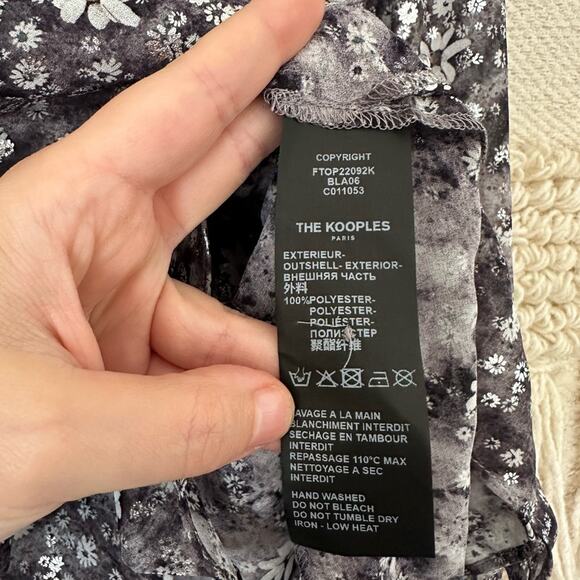 COPYRIGHT
FTOP22092K
BLA06
C011053
THE KOOPLES
PARIS
EXTERIEUR-
OUTSHELL- EXTERIOR-
ВНЕШНЯЯ ЧАСТЬ
外料
100%POLYESTER-
POLYESTER-
POLIÉSTER-
ПОЛИЭСТЕР
聚酯纤维
LAVAGE A LA MAIN
BLANCHIMENT INTERDIT
SECHAGE EN TAMBOUR
INTERDIT
REPASSAGE 110°C MAX
NETTOYAGE A SEC
INTERDIT
HAND WASHED
DO NOT BLEACH
DO NOT TUMBLE DRY
IRON - LOW HEAT